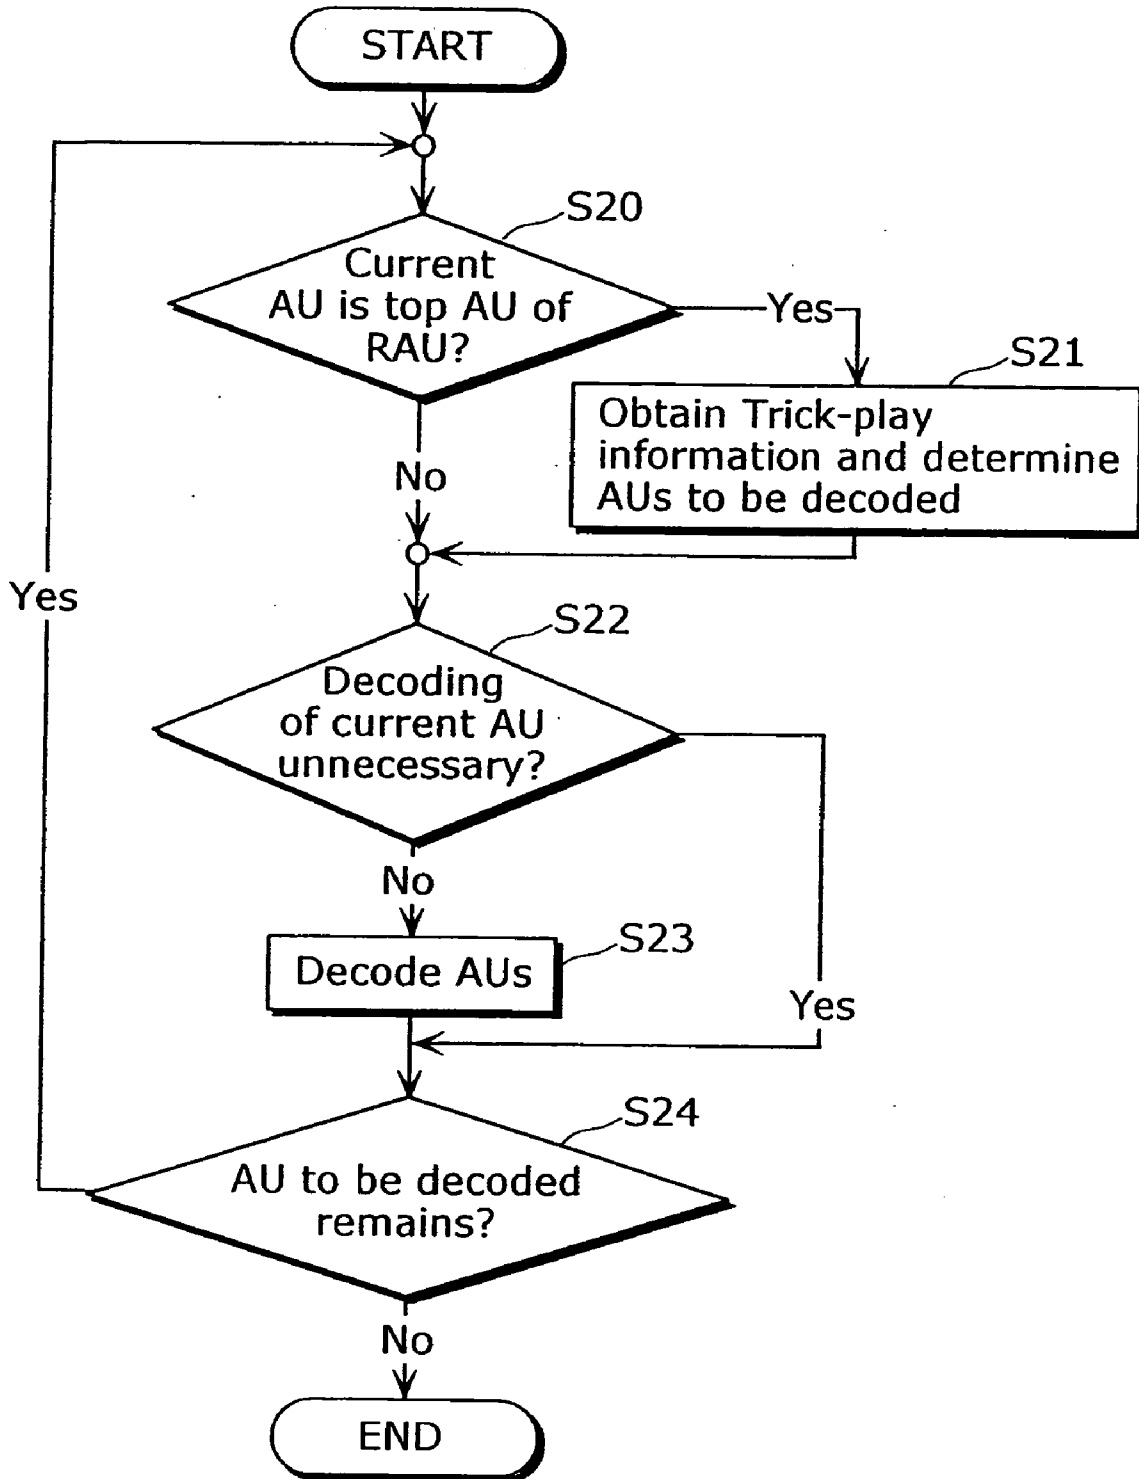 START
S20
Current
AU is top AU of
RAU?
Yes
S21
Obtain Trick-play
information and determine
AUs to be decoded
No
Yes
S22
Decoding
of current AU
unnecessary?
No
S23
Decode AUs
Yes
S24
AU to be decoded
remains?
No
END